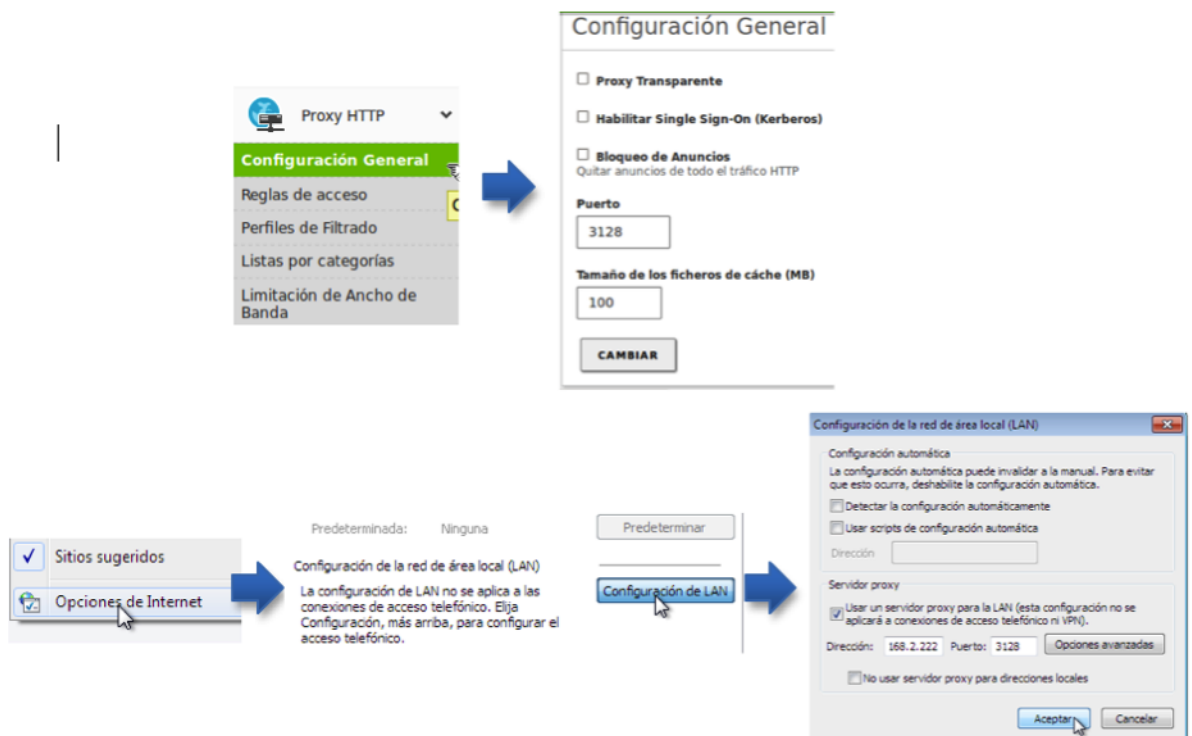 Proxy HTTP
Configuración General
Reglas de acceso
Perfiles de Filtrado
Listas por categorías
Limitación de Ancho de
Banda
Configuración General
Proxy Transparente
Habilitar Single Sign-On (Kerberos)
Bloqueo de Anuncios
Quitar anuncios de todo el tráfico HTTP
Puerto
3128
Tamaño de los ficheros de cáche (MB)
100
CAMBIAR
Sitios sugeridos
Opciones de Internet
Predeterminada: Ninguna
Predeterminar
Configuración de la red de área local (LAN)
La configuración de LAN no se aplica a las
conexiones de acceso telefónico. Elija
Configuración, más arriba, para configurar el
acceso telefónico.
Configuración de LAN
Configuración de la red de área local (LAN)
Configuración automática
La configuración automática puede invalidar a la manual. Para evitar
que esto ocurra, deshabilite la configuración automática.
Detectar la configuración automáticamente
Usar scripts de configuración automática
Dirección
Servidor proxy
Usar un servidor proxy para la LAN (esta configuración no se
aplicará a conexiones de acceso telefónico ni VPN).
Dirección: 168.2.222 Puerto: 3128 Opciones avanzadas
No usar servidor proxy para direcciones locales
Aceptar Cancelar